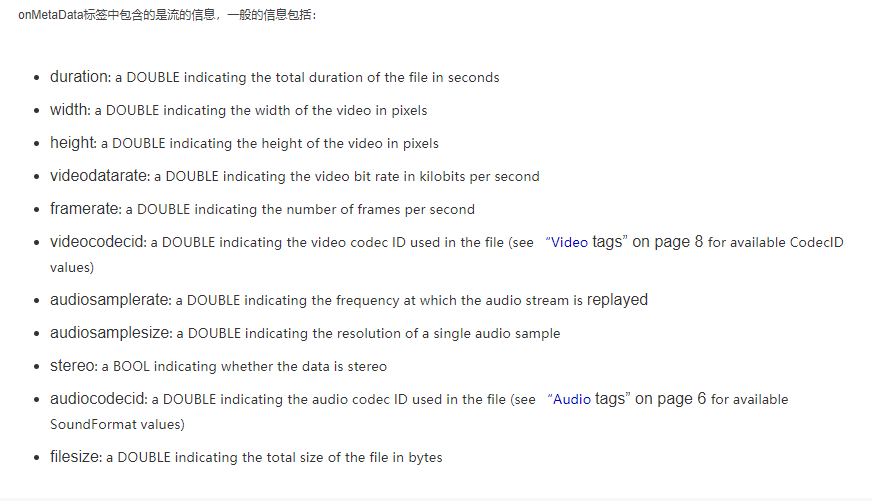 onMetaData标签中包含的是流的信息，一般的信息包括：
• duration: a DOUBLE indicating the total duration of the file in seconds
• width: a DOUBLE indicating the width of the video in pixels
• height: a DOUBLE indicating the height of the video in pixels
• videodatarate: a DOUBLE indicating the video bit rate in kilobits per second
• framerate: a DOUBLE indicating the number of frames per second
• videocodecid: a DOUBLE indicating the video codec ID used in the file (see “Video tags” on page 8 for available CodecID
values)
• audiosamplerate: a DOUBLE indicating the frequency at which the audio stream is replayed
• audiosamplesize: a DOUBLE indicating the resolution of a single audio sample
• stereo: a BOOL indicating whether the data is stereo
• audiocodecid: a DOUBLE indicating the audio codec ID used in the file (see “Audio tags” on page 6 for available
SoundFormat values)
• filesize: a DOUBLE indicating the total size of the file in bytes